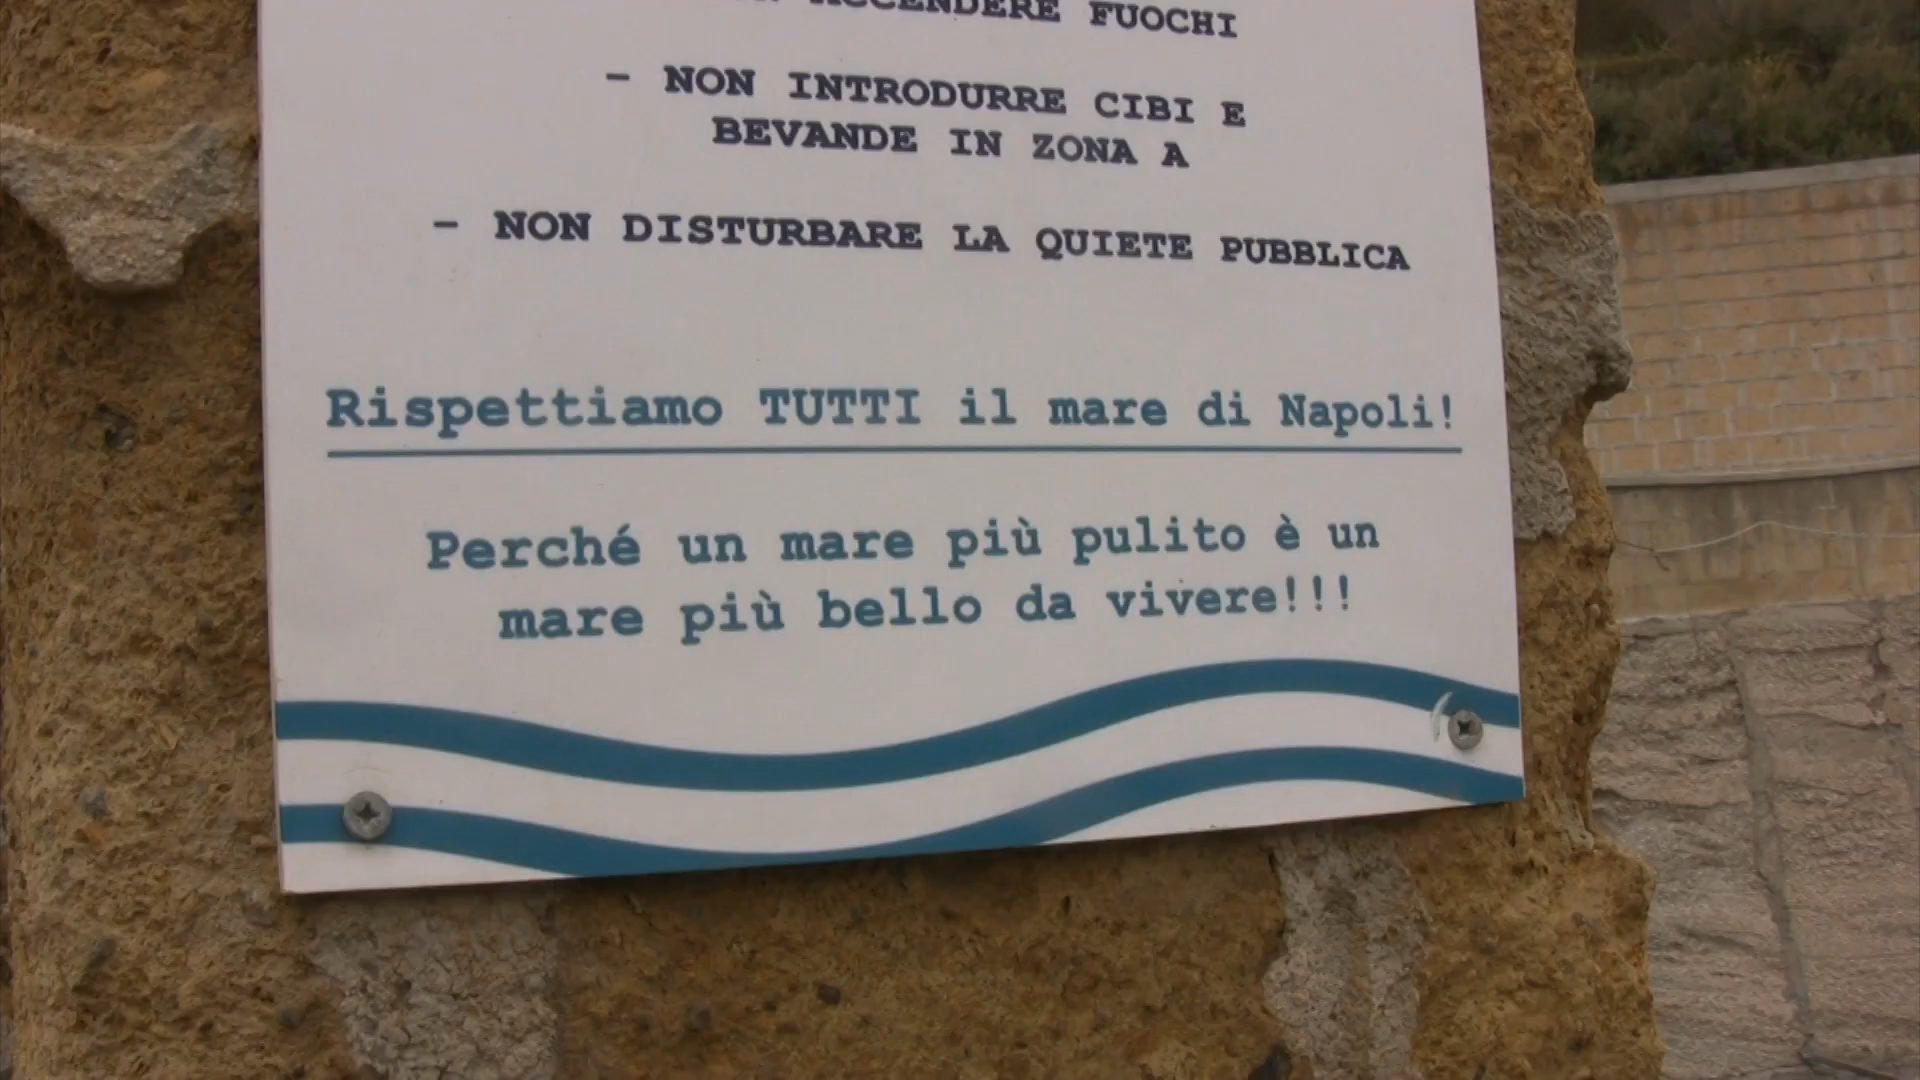 ACCENDERE FUOCHI
- NON INTRODURRE CIBI E
BEVANDE IN ZONA A
- NON DISTURBARE LA QUIETE PUBBLICA
Rispettiamo TUTTI il mare di Napoli!
Perché un mare più pulito è un
mare più bello da vivere!!!